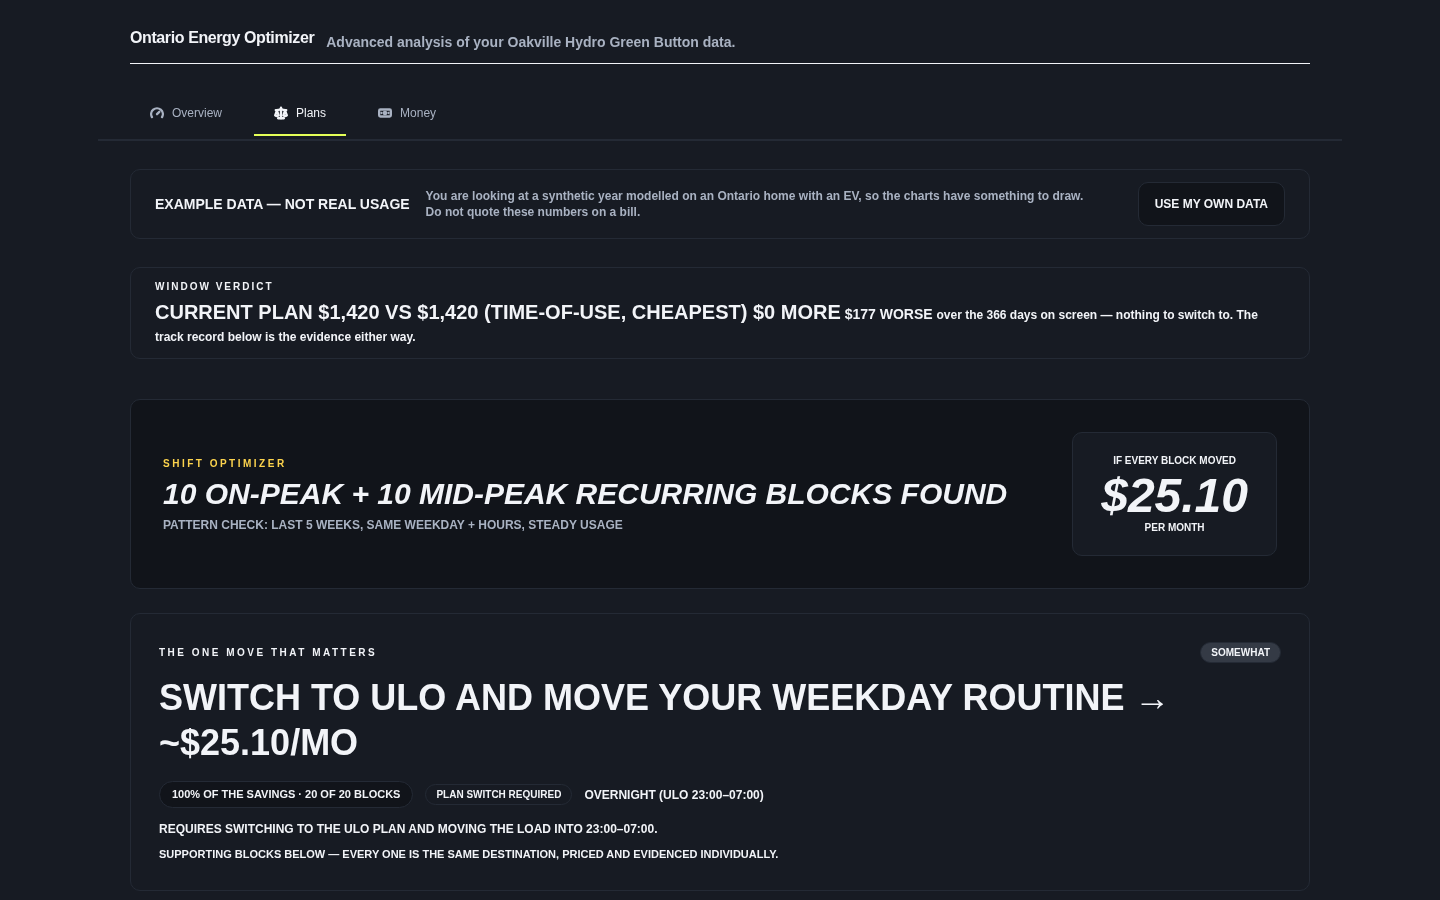 Ontario Energy Optimizer Advanced analysis of your Oakville Hydro Green Button data.
Overview Plans Money
EXAMPLE DATA — NOT REAL USAGE
You are looking at a synthetic year modelled on an Ontario home with an EV, so the charts have something to draw.
Do not quote these numbers on a bill.
USE MY OWN DATA
WINDOW VERDICT
CURRENT PLAN $1,420 VS $1,420 (TIME-OF-USE, CHEAPEST) $0 MORE $177 WORSE over the 366 days on screen — nothing to switch to. The
track record below is the evidence either way.
SHIFT OPTIMIZER
10 ON-PEAK + 10 MID-PEAK RECURRING BLOCKS FOUND
PATTERN CHECK: LAST 5 WEEKS, SAME WEEKDAY + HOURS, STEADY USAGE
IF EVERY BLOCK MOVED
$25.10
PER MONTH
THE ONE MOVE THAT MATTERS
SOMEWHAT
SWITCH TO ULO AND MOVE YOUR WEEKDAY ROUTINE →
~$25.10/MO
100% OF THE SAVINGS · 20 OF 20 BLOCKS PLAN SWITCH REQUIRED OVERNIGHT (ULO 23:00–07:00)
REQUIRES SWITCHING TO THE ULO PLAN AND MOVING THE LOAD INTO 23:00–07:00.
SUPPORTING BLOCKS BELOW — EVERY ONE IS THE SAME DESTINATION, PRICED AND EVIDENCED INDIVIDUALLY.